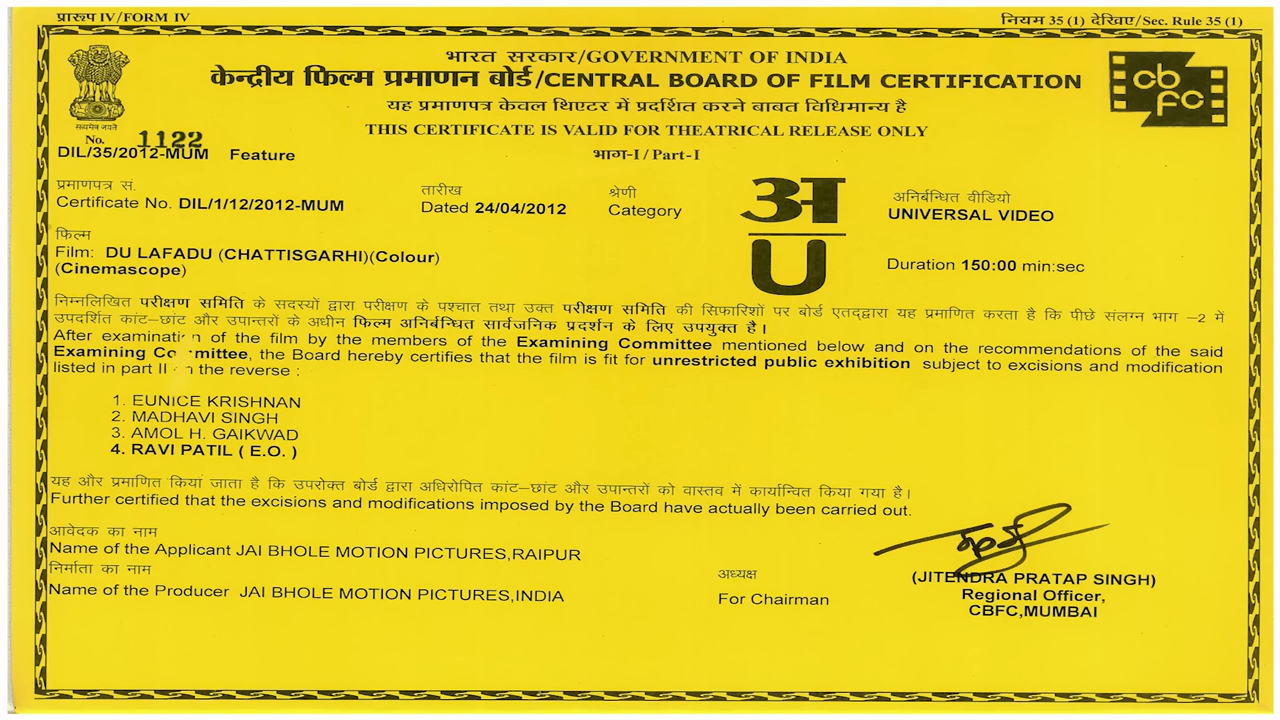 प्रारूप IV/FORM IV
नियम 35 (1) देखिए/Sec. Rule 35 (1)
भारत सरकार/GOVERNMENT OF INDIA
केन्द्रीय फिल्म प्रमाणन बोर्ड/CENTRAL BOARD OF FILM CERTIFICATION
cb
fc
यह प्रमाणपत्र केवल थिएटर में प्रदर्शित करने बाबत विधिमान्य है
सत्यमेव जयते
THIS CERTIFICATE IS VALID FOR THEATRICAL RELEASE ONLY
No. 1122
DIL/35/2012-MUM Feature
भाग-I/Part-I
प्रमाणपत्र सं.
Certificate No. DIL/1/12/2012-MUM
तारीख
Dated 24/04/2012
श्रेणी
Category
अ
U
अनिर्बन्धित वीडियो
UNIVERSAL VIDEO
फिल्म
Film: DU LAFADU (CHATTISGARHI)(Colour)
(Cinemascope)
Duration 150:00 min:sec
निम्नलिखित परीक्षण समिति के सदस्यों द्वारा परीक्षण के पश्चात तथा उक्त परीक्षण समिति की सिफारिशों पर बोर्ड एतद्वारा यह प्रमाणित करता है कि पीछे संलग्न भाग –2 में
उपदर्शित कांट–छांट और उपान्तरों के अधीन फिल्म अनिर्बन्धित सार्वजनिक प्रदर्शन के लिए उपयुक्त है।
After examination of the film by the members of the Examining Committee mentioned below and on the recommendations of the said
Examining Committee, the Board hereby certifies that the film is fit for unrestricted public exhibition subject to excisions and modification
listed in part II on the reverse :
1. EUNICE KRISHNAN
2. MADHAVI SINGH
3. AMOL H. GAIKWAD
4. RAVI PATIL ( E.O. )
यह और प्रमाणित किया जाता है कि उपरोक्त बोर्ड द्वारा अधिरोपित कांट–छांट और उपान्तरों को वास्तव में कार्यान्वित किया गया है।
Further certified that the excisions and modifications imposed by the Board have actually been carried out.
आवेदक का नाम
Name of the Applicant JAI BHOLE MOTION PICTURES,RAIPUR
निर्माता का नाम
Name of the Producer JAI BHOLE MOTION PICTURES,INDIA
अध्यक्ष
For Chairman
(JITENDRA PRATAP SINGH)
Regional Officer,
CBFC,MUMBAI